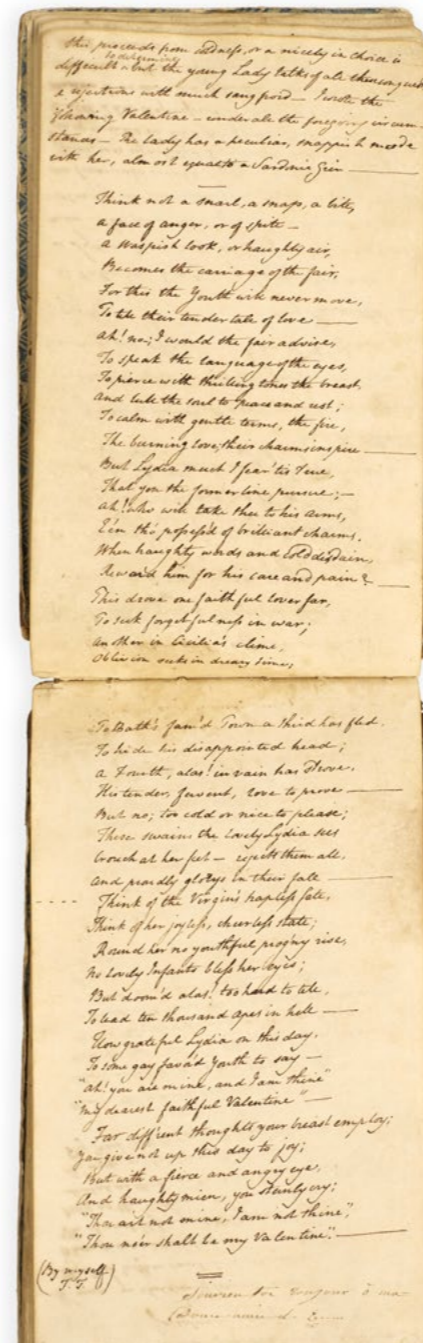 this proceeds from coldness, or a nicety in choice is
to determine
difficult but the young Lady talks of all these conquests
& rejections with much sang froid — I wrote the
following Valentine — under all the foregoing circum-
stances — The Lady has a peculiar, snappish mode
with her, almost equal to a Sardonic Grin —
Think not a snarl, a snap, a bite,
a face of anger, or of spite —
a waspish look, or haughty air,
Becomes the carriage of the fair,
For this the Youth will never move,
To tell their tender tale of love —
Ah! no; I would the fair advise,
To speak the language of the eyes,
To pierce with thrilling tones the breast,
and lull the soul to peace and rest;
To calm with gentle terms, the fire,
The burning love, their charms inspire —
But Lydia much I fear 'tis True,
That you the former line pursue; —
Ah! who will take thee to his arms,
E'en tho' possess'd of brilliant charms.
When haughty words and Cold disdain,
Reward him for his care and pain? —
This drove one faithful lover far,
To seek forgetfulness in war;
another in Cicilia's clime,
Oblivion seeks in dreary time,
To Bath's fam'd Town a third has fled.
To hide his disappointed head;
a Fourth, alas! in vain has strove,
His tender, fervent, love to prove —
But no; too cold or nice to please;
These swains the lovely Lydia sees
Crouch at her feet — rejects them all,
and proudly glories in their fall —
Think of the Virgin's hapless fate,
Think of her joyless, cheerless state;
Round her no youthful progny rise,
No lovely Infants bless her eyes;
But doom'd alas! too hard to tell,
To lead ten thousand apes in hell —
How grateful Lydia on this day,
To some gay favor'd Youth to say —
"Ah! you are mine, and I am thine"
"My dearest faithful Valentine" —
Far diff'rent thoughts your breast employ;
You give not up this day to joy;
But with a fierce and angry eye,
And haughty mien, you sternly cry;
"Thou art not mine, I am not thine",
"Thou ne'er shall be my Valentine". —
(By myself
T. T.)
toujours